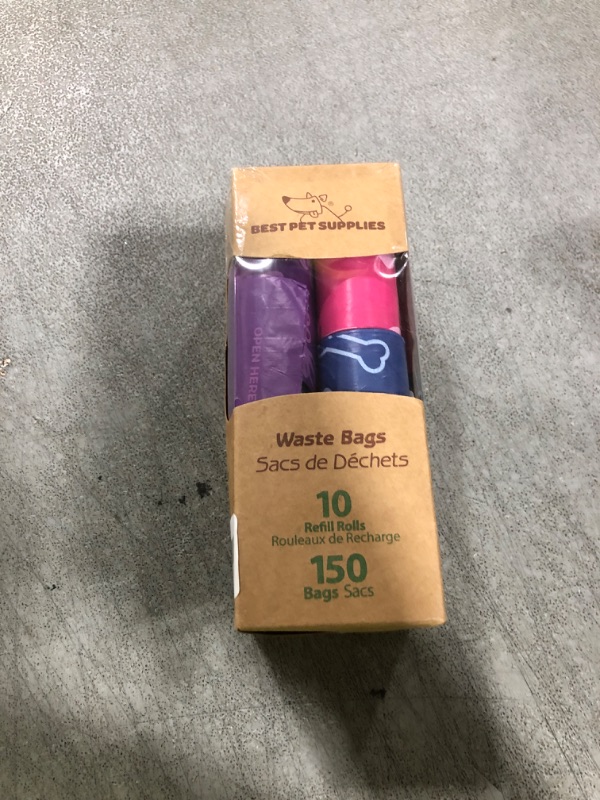 BEST PET SUPPLIES
OPEN HERE
Waste Bags
Sacs de Déchets
10
Refill Rolls
Rouleaux de Recharge
150
Bags Sacs